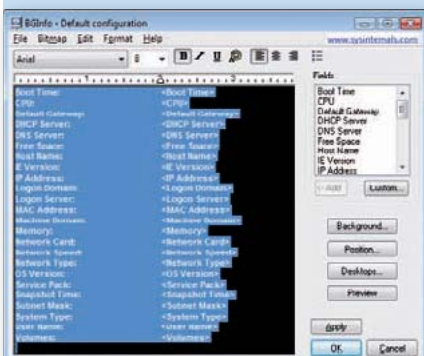 BGInfo - Default configuration
File Bitmap Edit Format Help
www.sysinternals.com
Arial 8 B I U
1 2 3
Boot Time: <Boot Time>
CPU: <CPU>
Default Gateway: <Default Gateway>
DHCP Server: <DHCP Server>
DNS Server: <DNS Server>
Free Space: <Free Space>
Host Name: <Host Name>
IE Version: <IE Version>
IP Address: <IP Address>
Logon Domain: <Logon Domain>
Logon Server: <Logon Server>
MAC Address: <MAC Address>
Machine Domain: <Machine Domain>
Memory: <Memory>
Network Card: <Network Card>
Network Speed: <Network Speed>
Network Type: <Network Type>
OS Version: <OS Version>
Service Pack: <Service Pack>
Snapshot Time: <Snapshot Time>
Subnet Mask: <Subnet Mask>
System Type: <System Type>
User Name: <User Name>
Volumes: <Volumes>
Fields
Boot Time
CPU
Default Gateway
DHCP Server
DNS Server
Free Space
Host Name
IE Version
IP Address
<- Add Custom...
Background...
Position...
Desktops...
Preview
Apply
OK Cancel